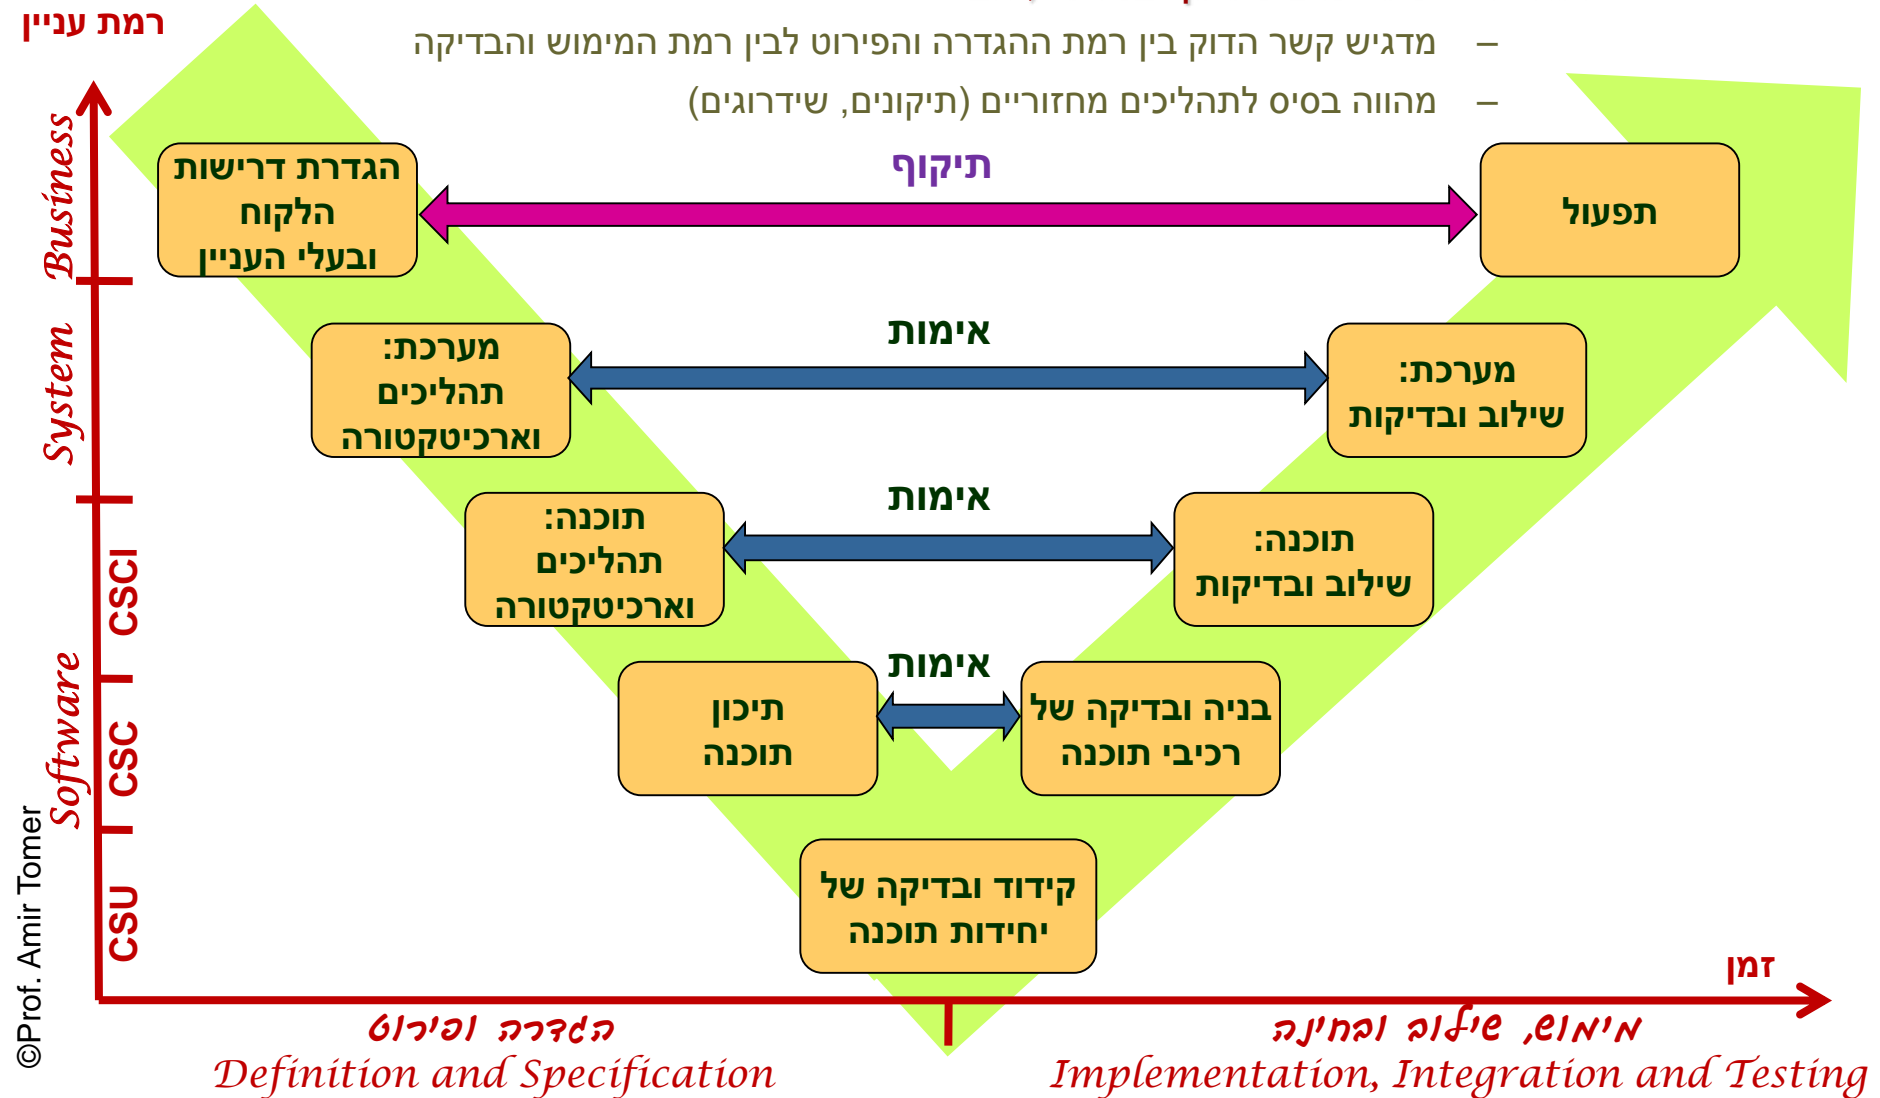 רמת עניין
– מדגיש קשר הדוק בין רמת ההגדרה והפירוט לבין רמת המימוש והבדיקה
– מהווה בסיס לתהליכים מחזוריים (תיקונים, שידרוגים)
Business
הגדרת דרישות
הלקוח
ובעלי העניין
תיקוף
תפעול
System
מערכת:
תהליכים
וארכיטקטורה
אימות
מערכת:
שילוב ובדיקות
Software
CSCI
תוכנה:
תהליכים
וארכיטקטורה
אימות
תוכנה:
שילוב ובדיקות
CSC
תיכון
תוכנה
אימות
בניה ובדיקה של
רכיבי תוכנה
CSU
קידוד ובדיקה של
יחידות תוכנה
זמן
הגדרה ופירוט
Definition and Specification
מימוש, שילוב ובחינה
Implementation, Integration and Testing
©Prof. Amir Tomer